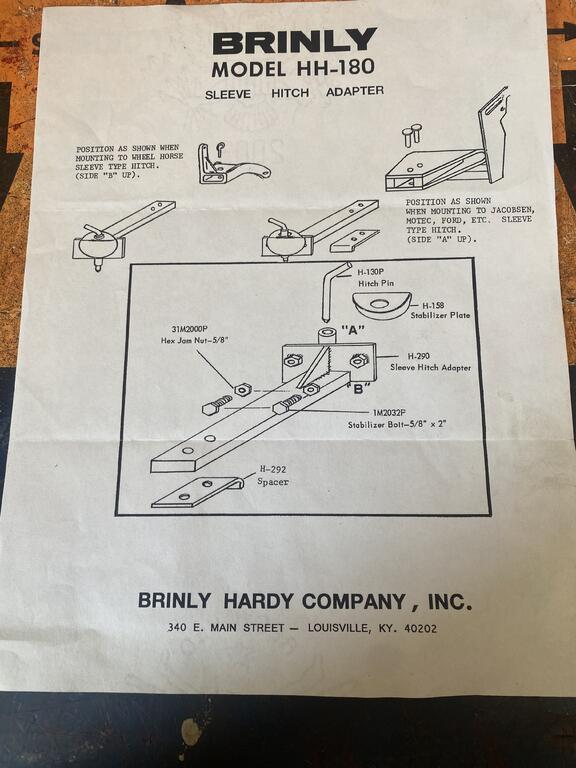 BRINLY
MODEL HH-180
SLEEVE HITCH ADAPTER
POSITION AS SHOWN WHEN
MOUNTING TO WHEEL HORSE
SLEEVE TYPE HITCH.
(SIDE "B" UP).
POSITION AS SHOWN
WHEN MOUNTING TO JACOBSEN,
MOTEC, FORD, ETC. SLEEVE
TYPE HITCH.
(SIDE "A" UP).
H-130P
Hitch Pin
H-158
Stabilizer Plate
31M2000P
Hex Jam Nut-5/8"
"A"
H-290
Sleeve Hitch Adapter
"B"
1M2032P
Stabilizer Bolt-5/8" x 2"
H-292
Spacer
BRINLY HARDY COMPANY, INC.
340 E. MAIN STREET — LOUISVILLE, KY. 40202